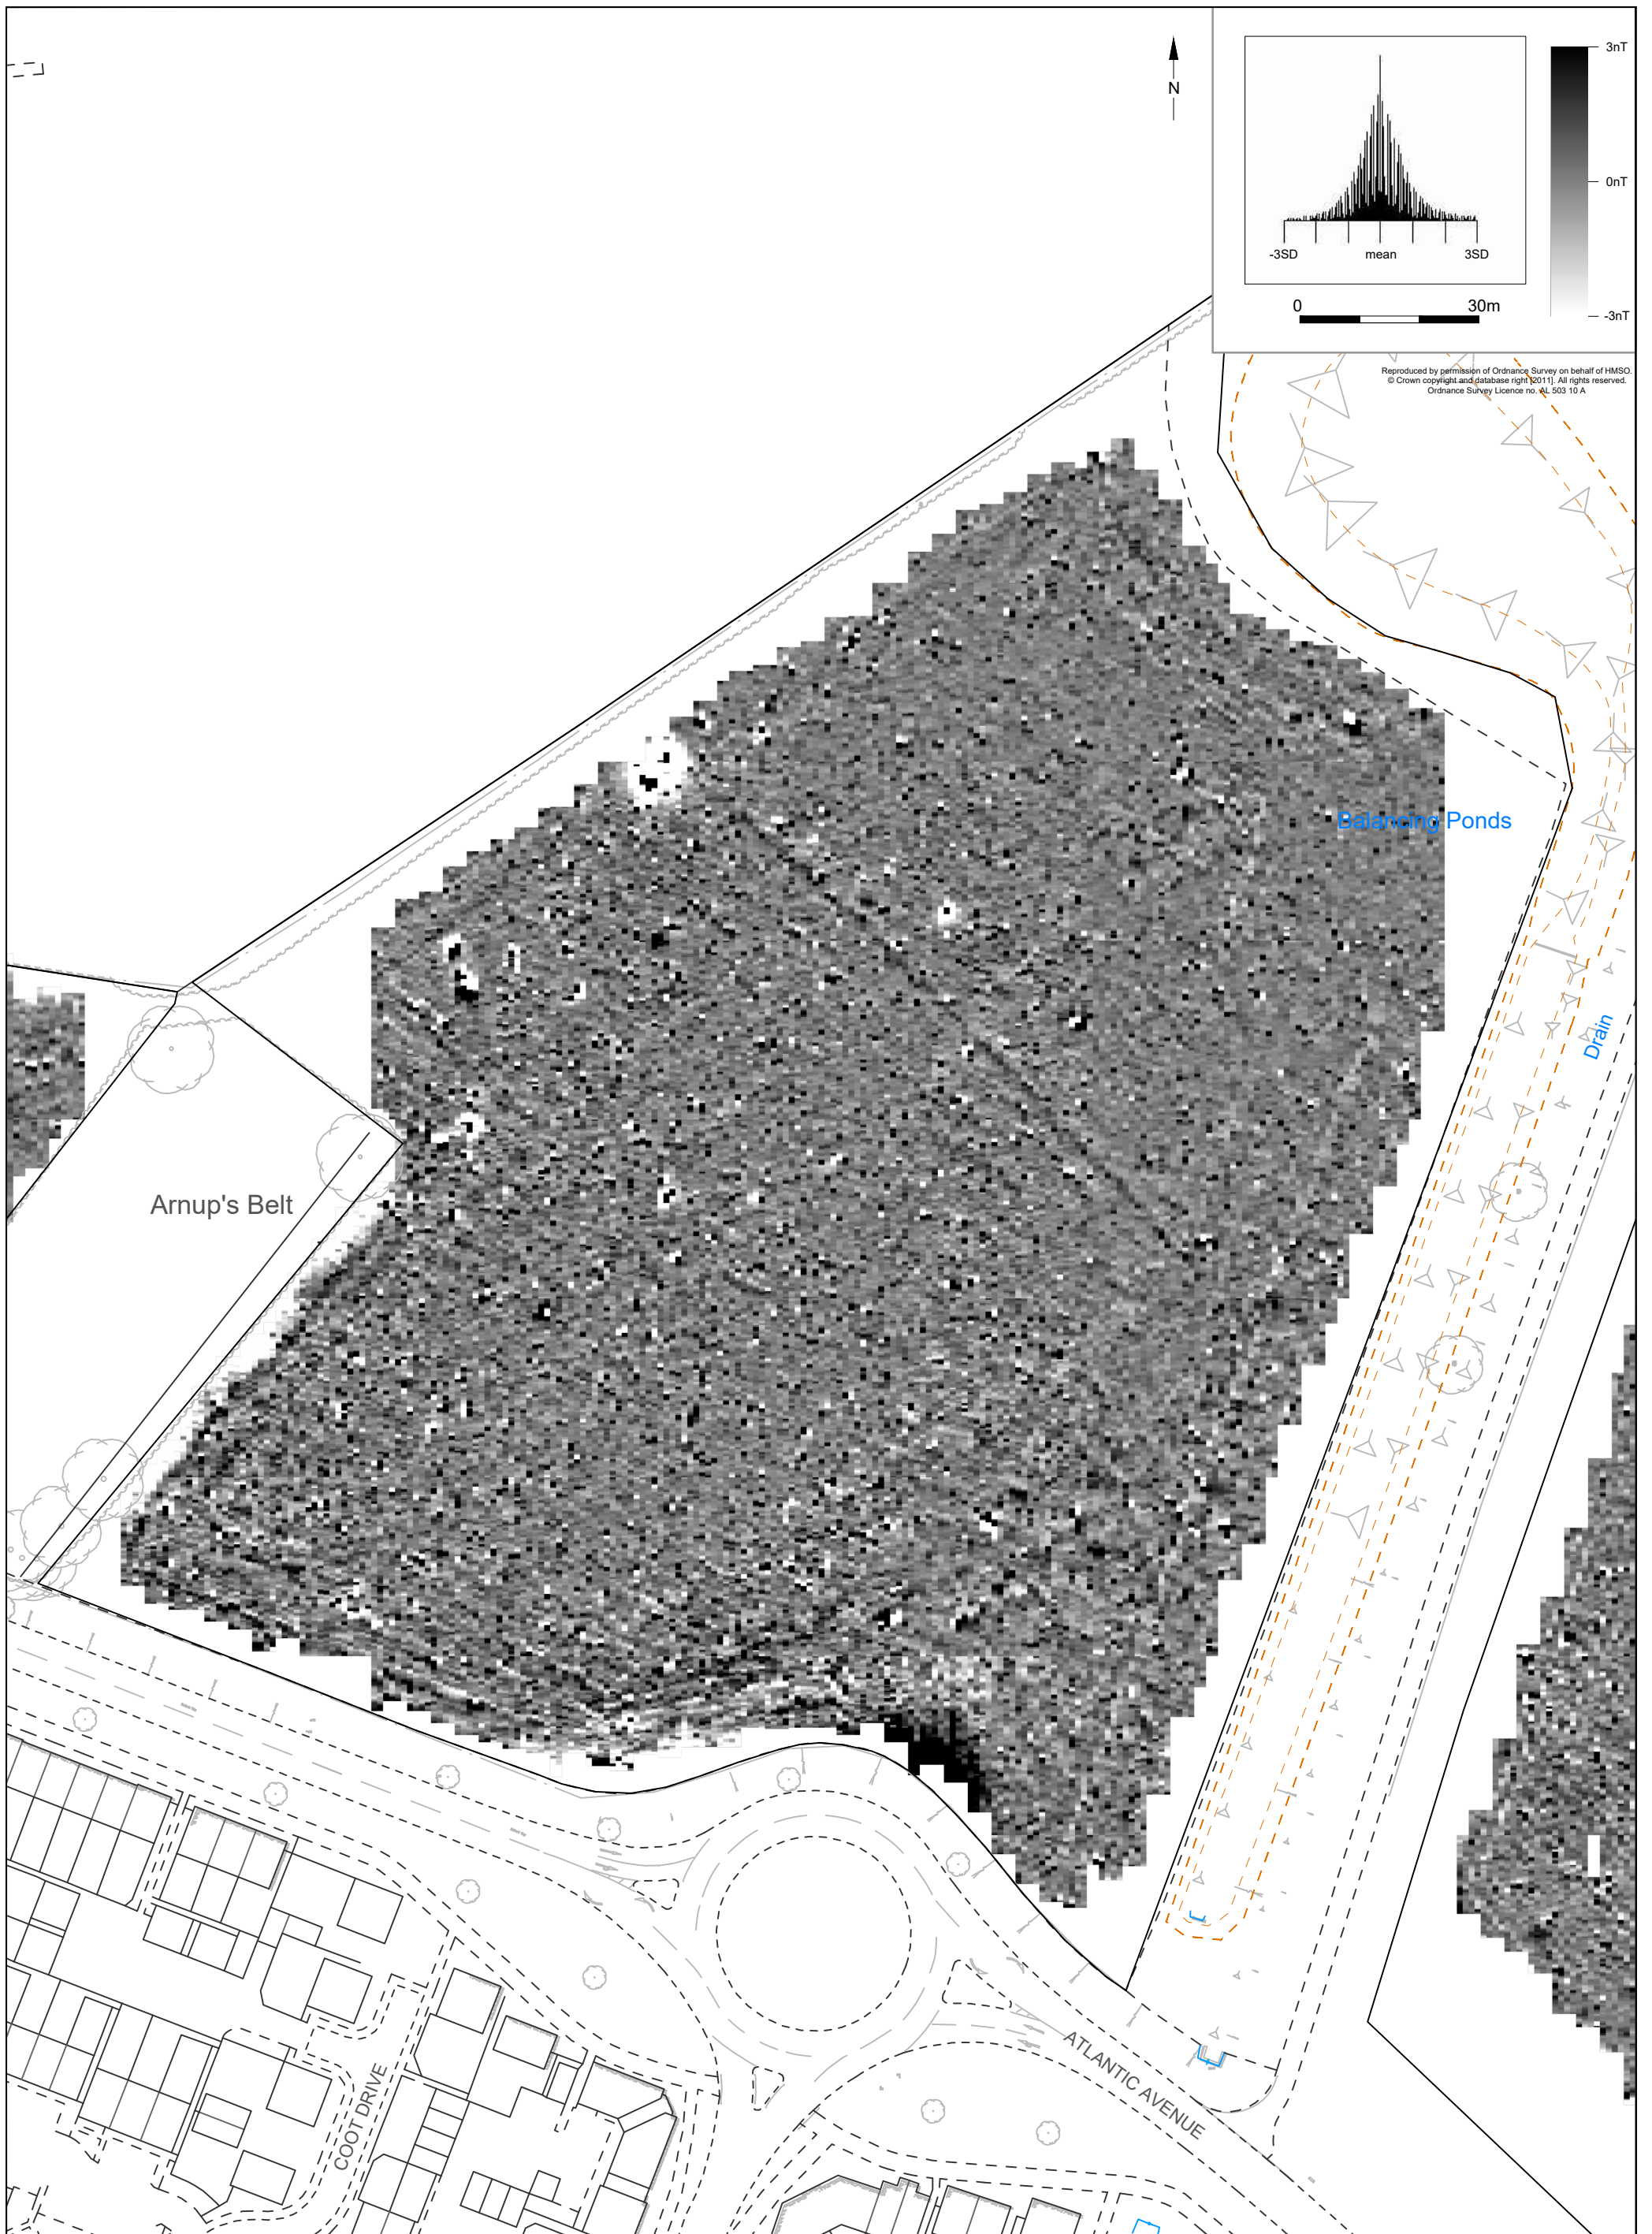 N
3nT
0nT
-3nT
-3SD
mean
3SD
0
30m
Reproduced by permission of Ordnance Survey on behalf of HMSO.
© Crown copyright and database right [2011]. All rights reserved.
Ordnance Survey Licence no. AL 503 10 A
Balancing Ponds
Drain
Arnup's Belt
ATLANTIC AVENUE
COOT DRIVE